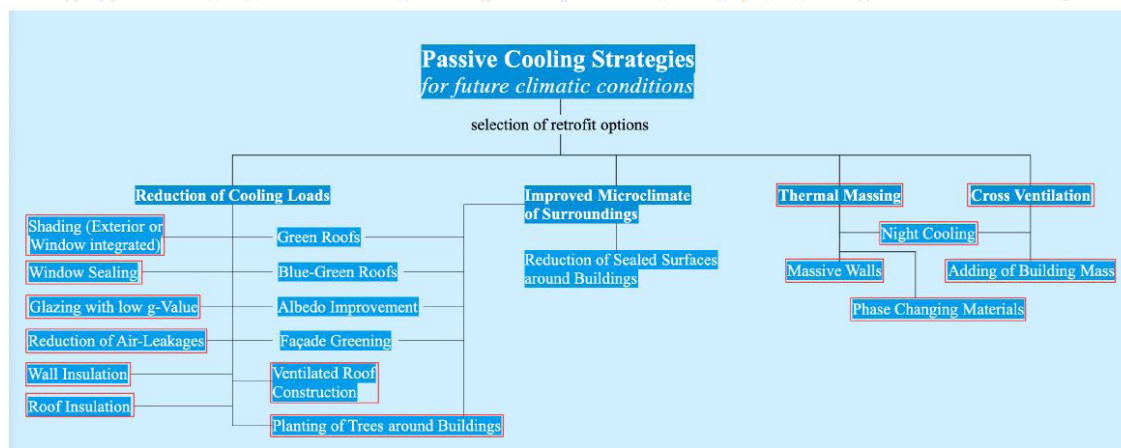 Passive Cooling Strategies
for future climatic conditions
selection of retrofit options
Reduction of Cooling Loads
Improved Microclimate
of Surroundings
Thermal Massing
Cross Ventilation
Shading (Exterior or
Window integrated)
Green Roofs
Night Cooling
Window Sealing
Blue-Green Roofs
Reduction of Sealed Surfaces
around Buildings
Massive Walls
Adding of Building Mass
Glazing with low g-Value
Albedo Improvement
Phase Changing Materials
Reduction of Air-Leakages
Façade Greening
Wall Insulation
Ventilated Roof
Construction
Roof Insulation
Planting of Trees around Buildings